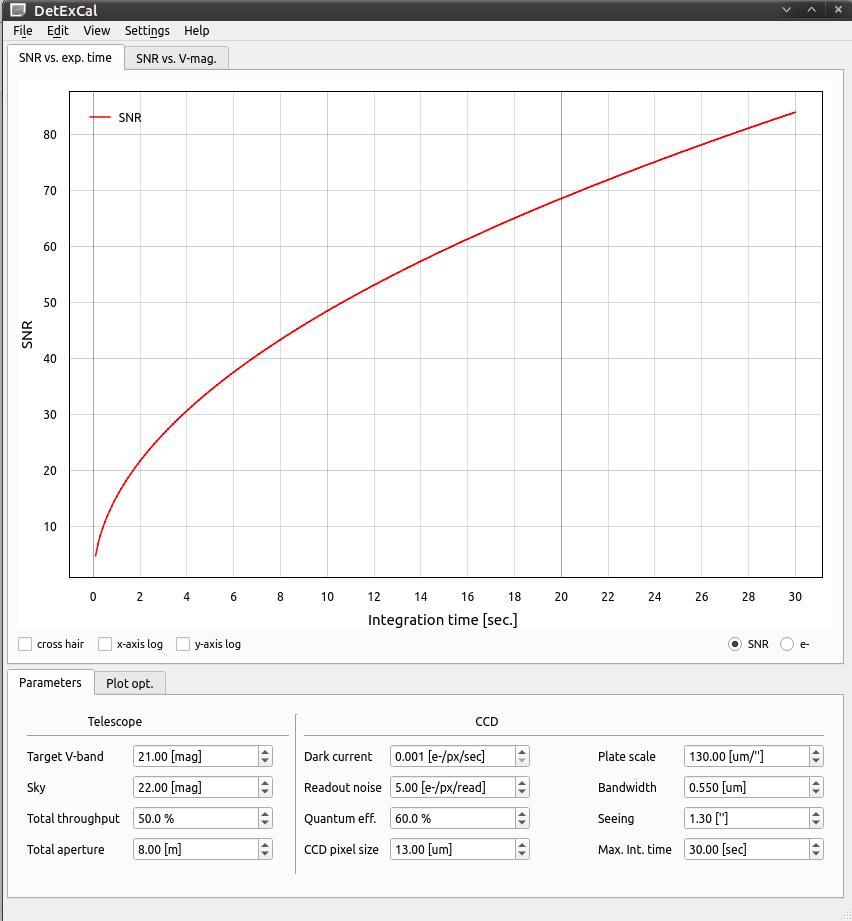 DetExCal
File Edit View Settings Help
SNR vs. exp. time SNR vs. V-mag.
SNR
80
70
60
50
40
30
20
10
SNR
0 2 4 6 8 10 12 14 16 18 20 22 24 26 28 30
Integration time [sec.]
cross hair x-axis log y-axis log SNR e-
Parameters Plot opt.
Telescope CCD
Target V-band 21.00 [mag] Dark current 0.001 [e-/px/sec] Plate scale 130.00 [um/"]
Sky 22.00 [mag] Readout noise 5.00 [e-/px/read] Bandwidth 0.550 [um]
Total throughput 50.0 % Quantum eff. 60.0 % Seeing 1.30 ["]
Total aperture 8.00 [m] CCD pixel size 13.00 [um] Max. Int. time 30.00 [sec]